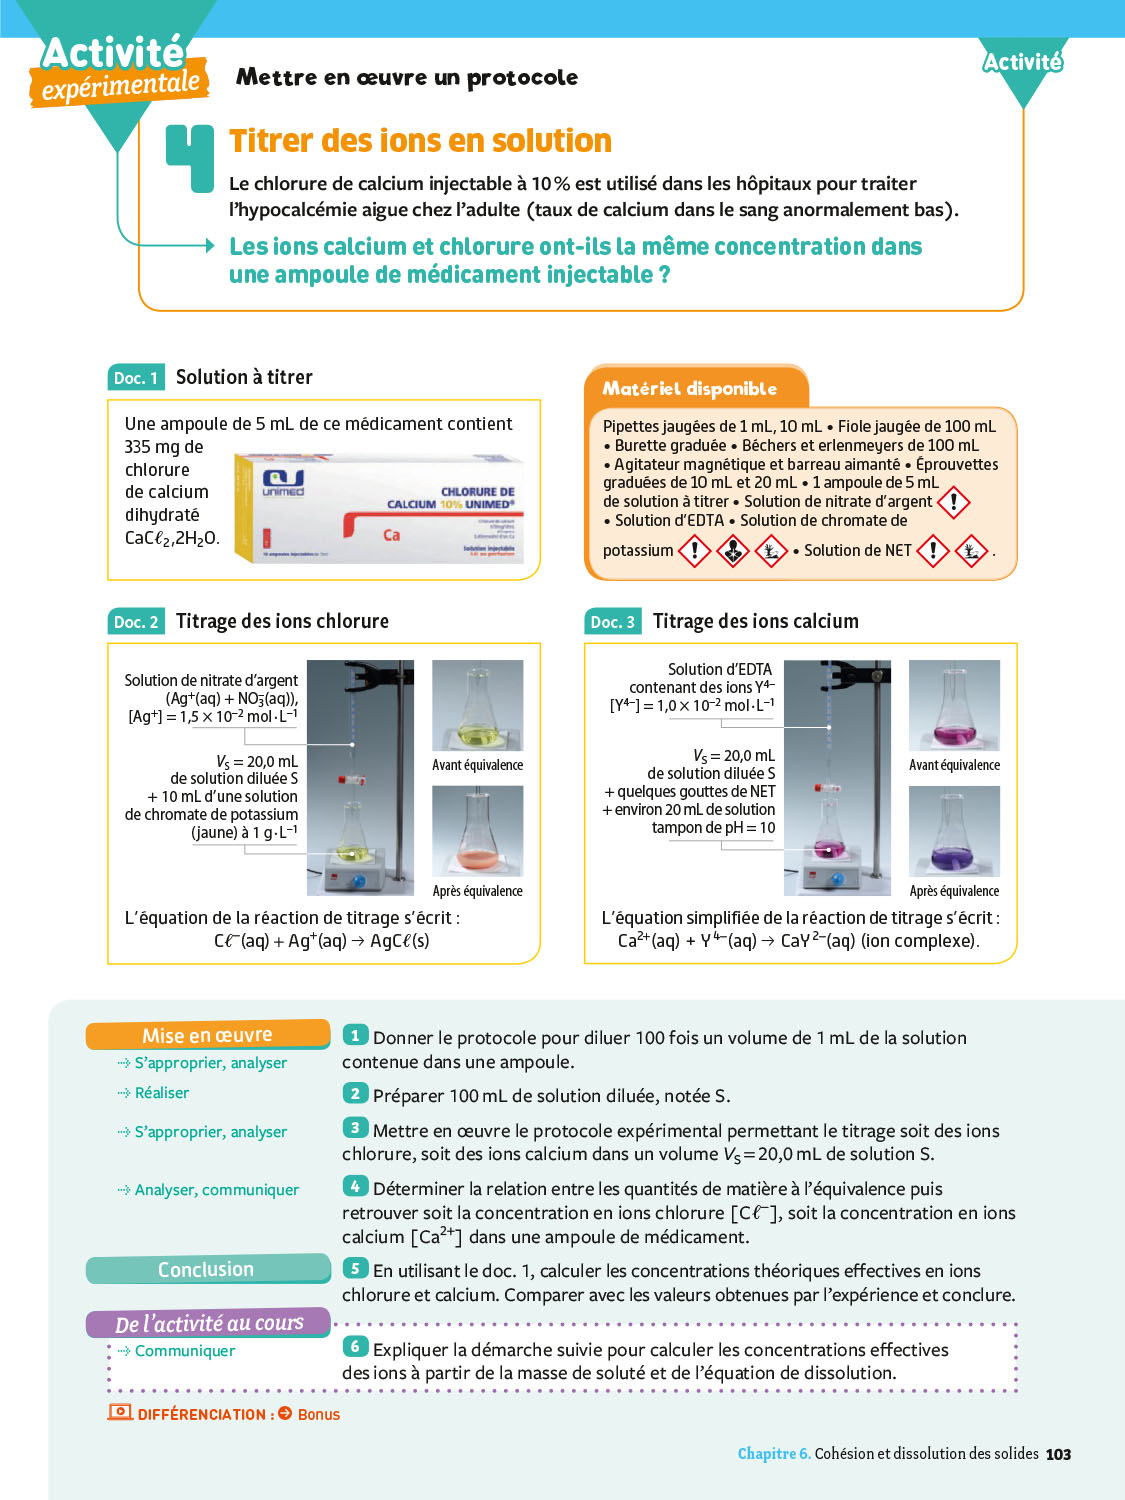 Activité
expérimentale
Mettre en œuvre un protocole
Activité
4
Titrer des ions en solution
Le chlorure de calcium injectable à 10 % est utilisé dans les hôpitaux pour traiter
l'hypocalcémie aigue chez l'adulte (taux de calcium dans le sang anormalement bas).
Les ions calcium et chlorure ont-ils la même concentration dans
une ampoule de médicament injectable ?
Doc. 1 Solution à titrer
Une ampoule de 5 mL de ce médicament contient
335 mg de
chlorure
de calcium
dihydraté
CaCℓ₂,2H₂O.
unimed
CHLORURE DE
CALCIUM 10% UNIMED®
Ca
Solution injectable
Matériel disponible
Pipettes jaugées de 1 mL, 10 mL • Fiole jaugée de 100 mL
• Burette graduée • Béchers et erlenmeyers de 100 mL
• Agitateur magnétique et barreau aimanté • Éprouvettes
graduées de 10 mL et 20 mL • 1 ampoule de 5 mL
de solution à titrer • Solution de nitrate d'argent
• Solution d'EDTA • Solution de chromate de
potassium • Solution de NET .
Doc. 2 Titrage des ions chlorure
Solution de nitrate d'argent
(Ag⁺(aq) + NO₃⁻(aq)),
[Ag⁺] = 1,5 × 10⁻² mol·L⁻¹
V_S = 20,0 mL
de solution diluée S
+ 10 mL d'une solution
de chromate de potassium
(jaune) à 1 g·L⁻¹
Avant équivalence
Après équivalence
L'équation de la réaction de titrage s'écrit :
Cℓ⁻(aq) + Ag⁺(aq) → AgCℓ(s)
Doc. 3 Titrage des ions calcium
Solution d'EDTA
contenant des ions Y⁴⁻
[Y⁴⁻] = 1,0 × 10⁻² mol·L⁻¹
V_S = 20,0 mL
de solution diluée S
+ quelques gouttes de NET
+ environ 20 mL de solution
tampon de pH = 10
Avant équivalence
Après équivalence
L'équation simplifiée de la réaction de titrage s'écrit :
Ca²⁺(aq) + Y⁴⁻(aq) → CaY²⁻(aq) (ion complexe).
Mise en œuvre
S'approprier, analyser
1 Donner le protocole pour diluer 100 fois un volume de 1 mL de la solution
contenue dans une ampoule.
Réaliser
2 Préparer 100 mL de solution diluée, notée S.
S'approprier, analyser
3 Mettre en œuvre le protocole expérimental permettant le titrage soit des ions
chlorure, soit des ions calcium dans un volume V_S = 20,0 mL de solution S.
Analyser, communiquer
4 Déterminer la relation entre les quantités de matière à l'équivalence puis
retrouver soit la concentration en ions chlorure [Cℓ⁻], soit la concentration en ions
calcium [Ca²⁺] dans une ampoule de médicament.
Conclusion
5 En utilisant le doc. 1, calculer les concentrations théoriques effectives en ions
chlorure et calcium. Comparer avec les valeurs obtenues par l'expérience et conclure.
De l'activité au cours
Communiquer
6 Expliquer la démarche suivie pour calculer les concentrations effectives
des ions à partir de la masse de soluté et de l'équation de dissolution.
DIFFÉRENCIATION : Bonus
Chapitre 6. Cohésion et dissolution des solides 103